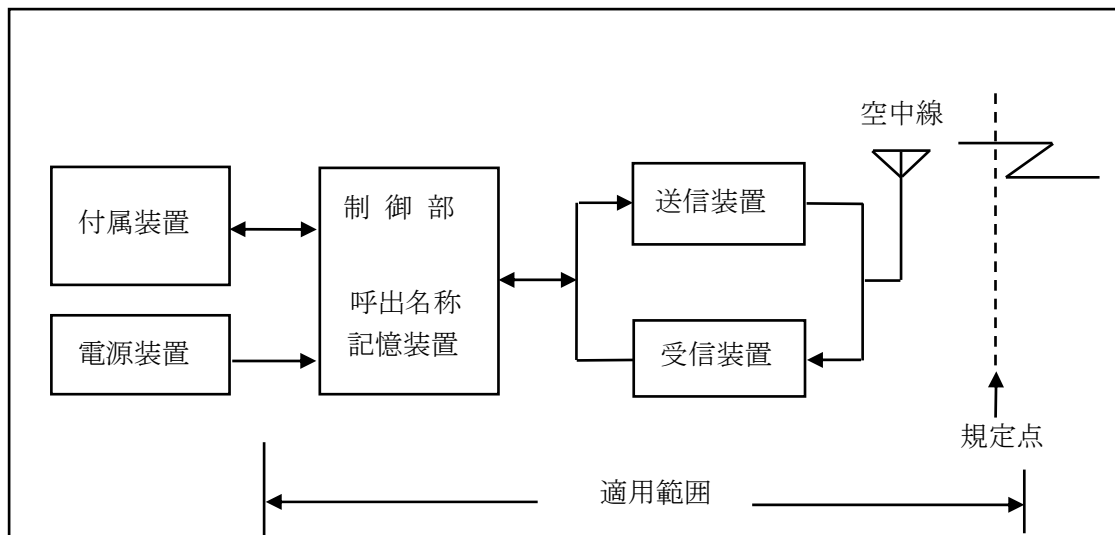 空中線
付属装置
制 御 部
送信装置
呼出名称
記憶装置
電源装置
受信装置
規定点
適用範囲